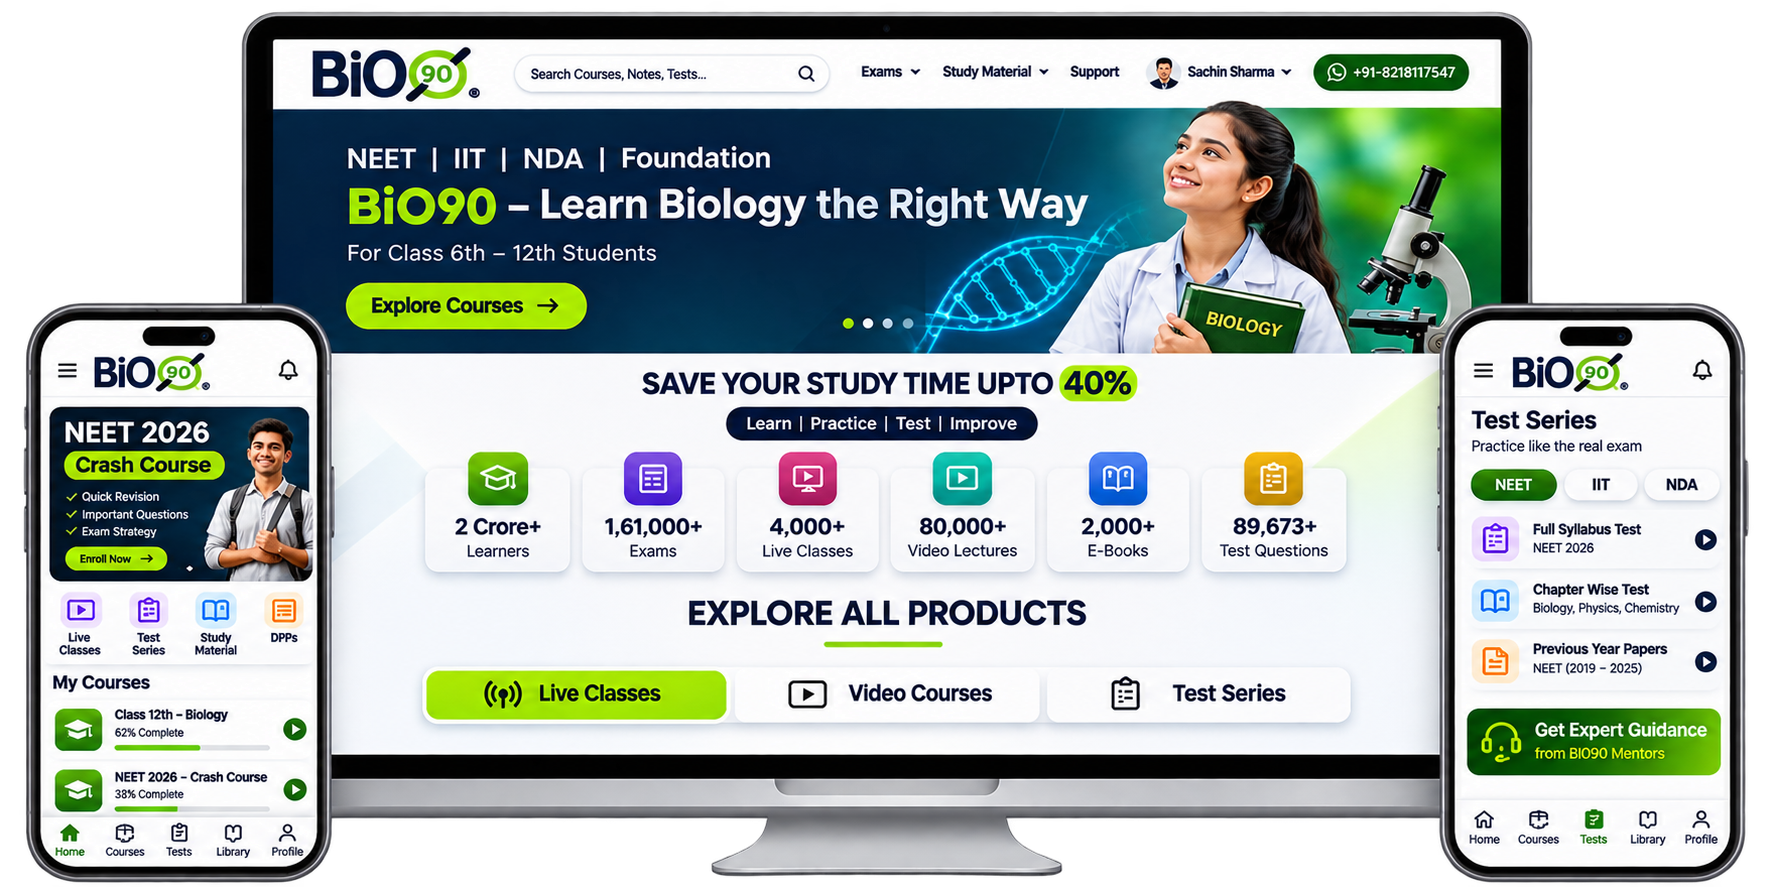 BiO90®
Search Courses, Notes, Tests...
Exams
Study Material
Support
Sachin Sharma
+91-8218117547
NEET | IIT | NDA | Foundation
BiO90 – Learn Biology the Right Way
For Class 6th – 12th Students
Explore Courses →
BIOLOGY
SAVE YOUR STUDY TIME UPTO 40%
Learn | Practice | Test | Improve
2 Crore+
Learners
1,61,000+
Exams
4,000+
Live Classes
80,000+
Video Lectures
2,000+
E-Books
89,673+
Test Questions
EXPLORE ALL PRODUCTS
Live Classes
Video Courses
Test Series
BiO90®
NEET 2026
Crash Course
✓ Quick Revision
✓ Important Questions
✓ Exam Strategy
Enroll Now →
Live
Classes
Test
Series
Study
Material
DPPs
My Courses
Class 12th – Biology
62% Complete
NEET 2026 – Crash Course
38% Complete
Home
Courses
Tests
Library
Profile
BiO90®
Test Series
Practice like the real exam
NEET
IIT
NDA
Full Syllabus Test
NEET 2026
Chapter Wise Test
Biology, Physics, Chemistry
Previous Year Papers
NEET (2019 – 2025)
Get Expert Guidance
from BIO90 Mentors
Home
Courses
Tests
Library
Profile